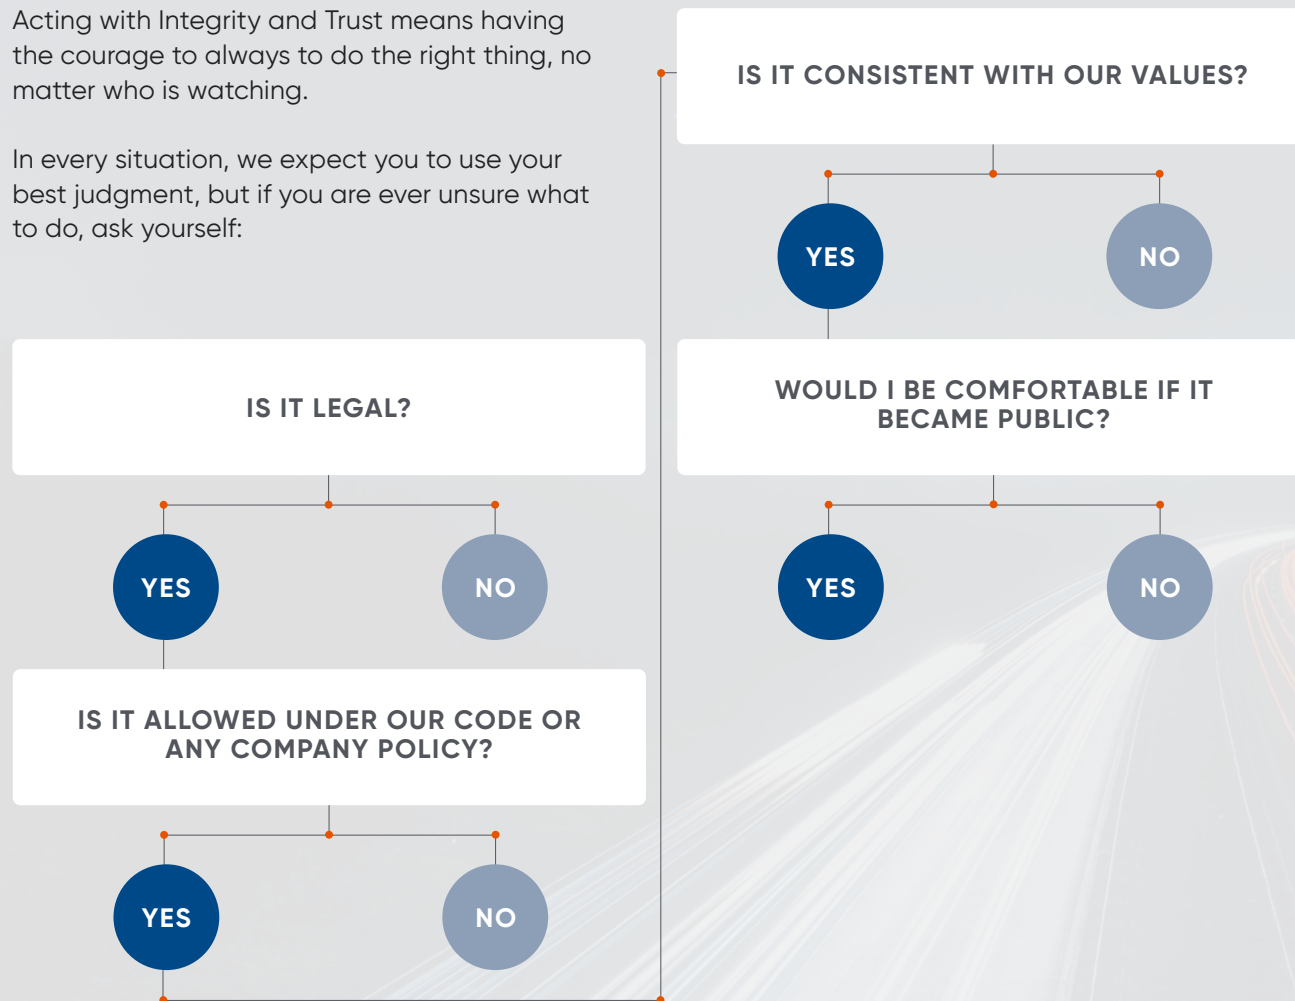 Acting with Integrity and Trust means having
the courage to always to do the right thing, no
matter who is watching.
In every situation, we expect you to use your
best judgment, but if you are ever unsure what
to do, ask yourself:
IS IT LEGAL?
YES
NO
IS IT ALLOWED UNDER OUR CODE OR
ANY COMPANY POLICY?
YES
NO
IS IT CONSISTENT WITH OUR VALUES?
YES
NO
WOULD I BE COMFORTABLE IF IT
BECAME PUBLIC?
YES
NO